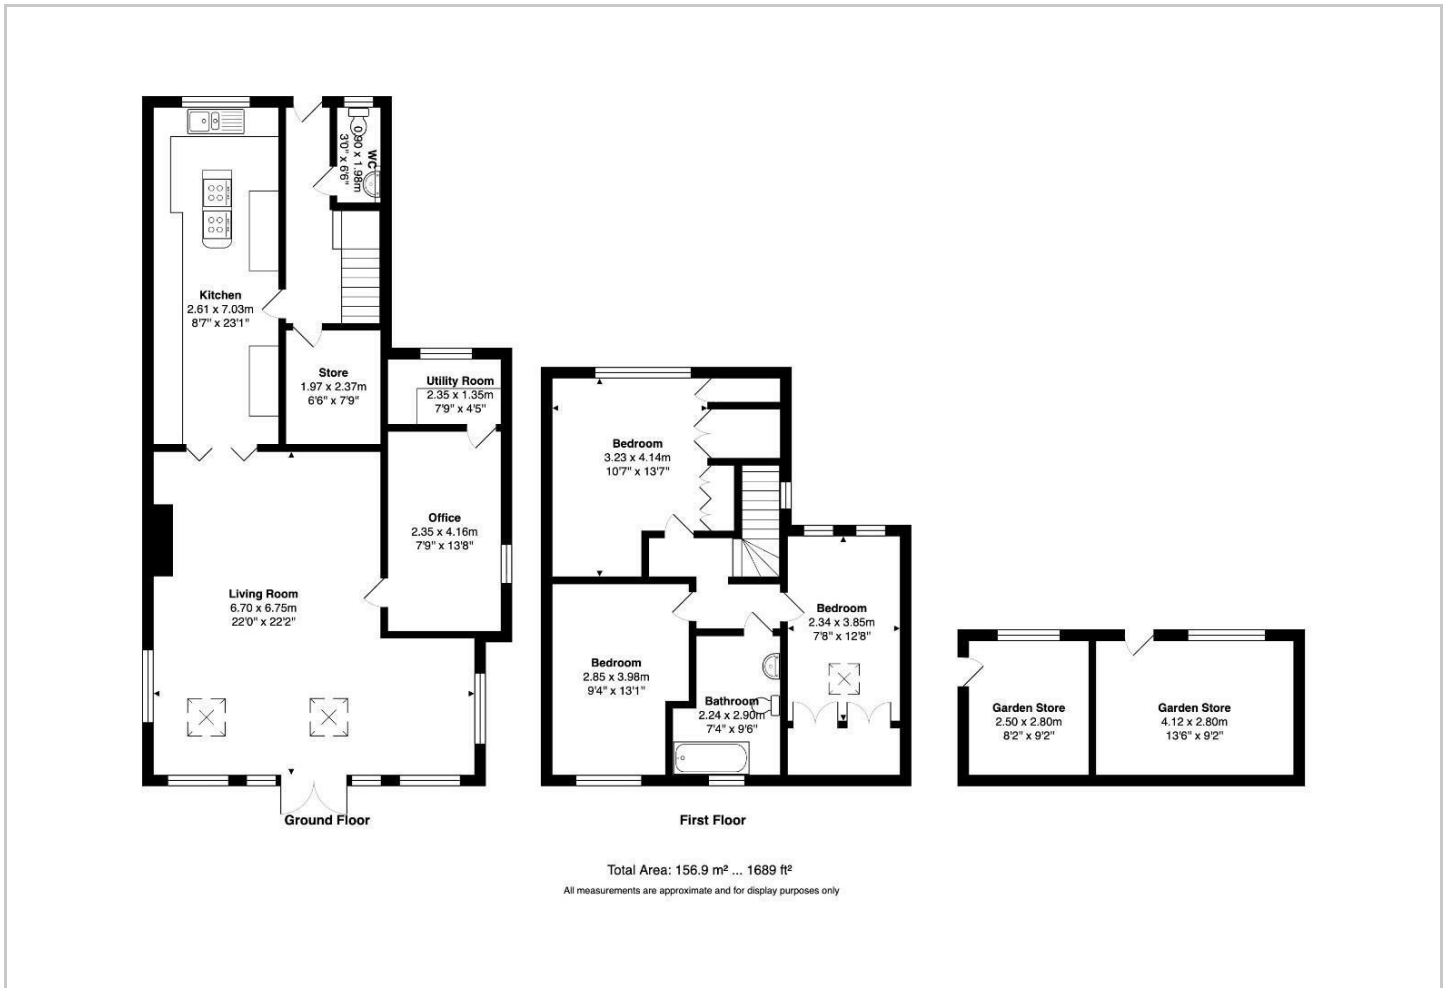 WC
0.90 x 1.98m
3'0" x 6'6"
Kitchen
2.61 x 7.03m
8'7" x 23'1"
Store
1.97 x 2.37m
6'6" x 7'9"
Utility Room
2.35 x 1.35m
7'9" x 4'5"
Office
2.35 x 4.16m
7'9" x 13'8"
Living Room
6.70 x 6.75m
22'0" x 22'2"
Ground Floor
Bedroom
3.23 x 4.14m
10'7" x 13'7"
Bedroom
2.34 x 3.85m
7'8" x 12'8"
Bedroom
2.85 x 3.98m
9'4" x 13'1"
Bathroom
2.24 x 2.90m
7'4" x 9'6"
First Floor
Garden Store
2.50 x 2.80m
8'2" x 9'2"
Garden Store
4.12 x 2.80m
13'6" x 9'2"
Total Area: 156.9 m² ... 1689 ft²
All measurements are approximate and for display purposes only